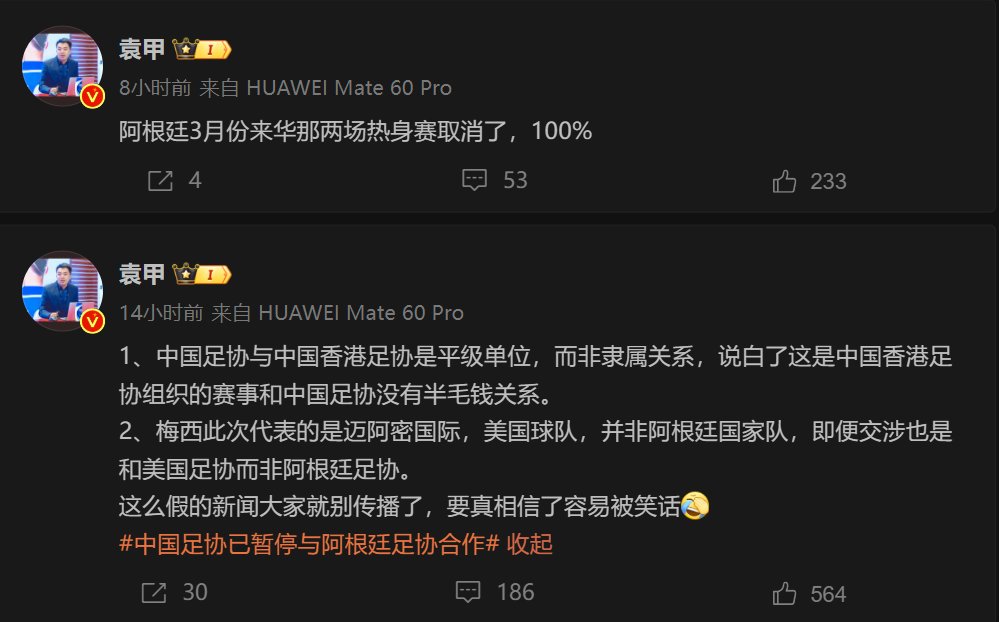 袁甲 I
8小时前 来自 HUAWEI Mate 60 Pro
阿根廷3月份来华那两场热身赛取消了，100%
4 53 233
袁甲 I
14小时前 来自 HUAWEI Mate 60 Pro
1、中国足协与中国香港足协是平级单位，而非隶属关系，说白了这是中国香港足
协组织的赛事和中国足协没有半毛钱关系。
2、梅西此次代表的是迈阿密国际，美国球队，并非阿根廷国家队，即便交涉也是
和美国足协而非阿根廷足协。
这么假的新闻大家就别传播了，要真相信了容易被笑话🤣
#中国足协已暂停与阿根廷足协合作# 收起
30 186 564